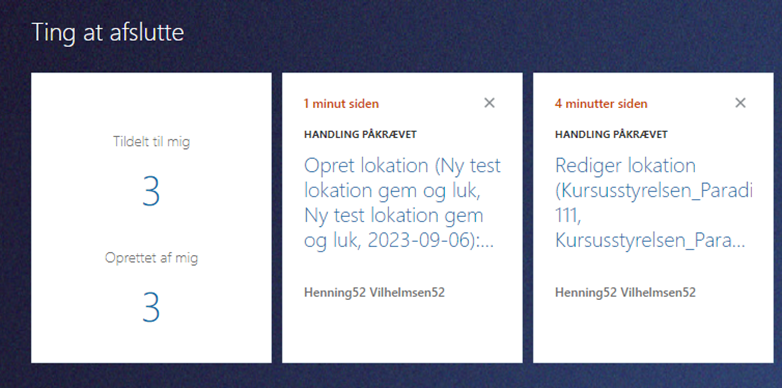 Ting at afslutte
Tildelt til mig
3
Oprettet af mig
3
1 minut siden
HANDLING PÅKRÆVET
Opret lokation (Ny test
lokation gem og luk,
Ny test lokation gem
og luk, 2023-09-06):...
Henning52 Vilhelmsen52
4 minutter siden
HANDLING PÅKRÆVET
Rediger lokation
(Kursusstyrelsen_Paradi
111,
Kursusstyrelsen_Para...
Henning52 Vilhelmsen52